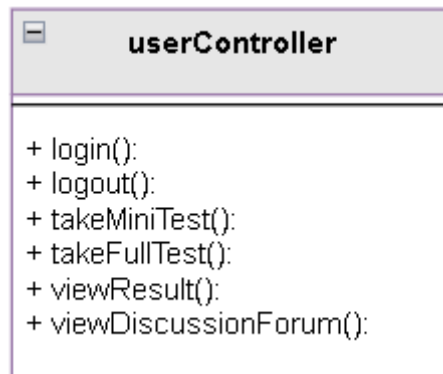 userController
+ login():
+ logout():
+ takeMiniTest():
+ takeFullTest():
+ viewResult():
+ viewDiscussionForum():